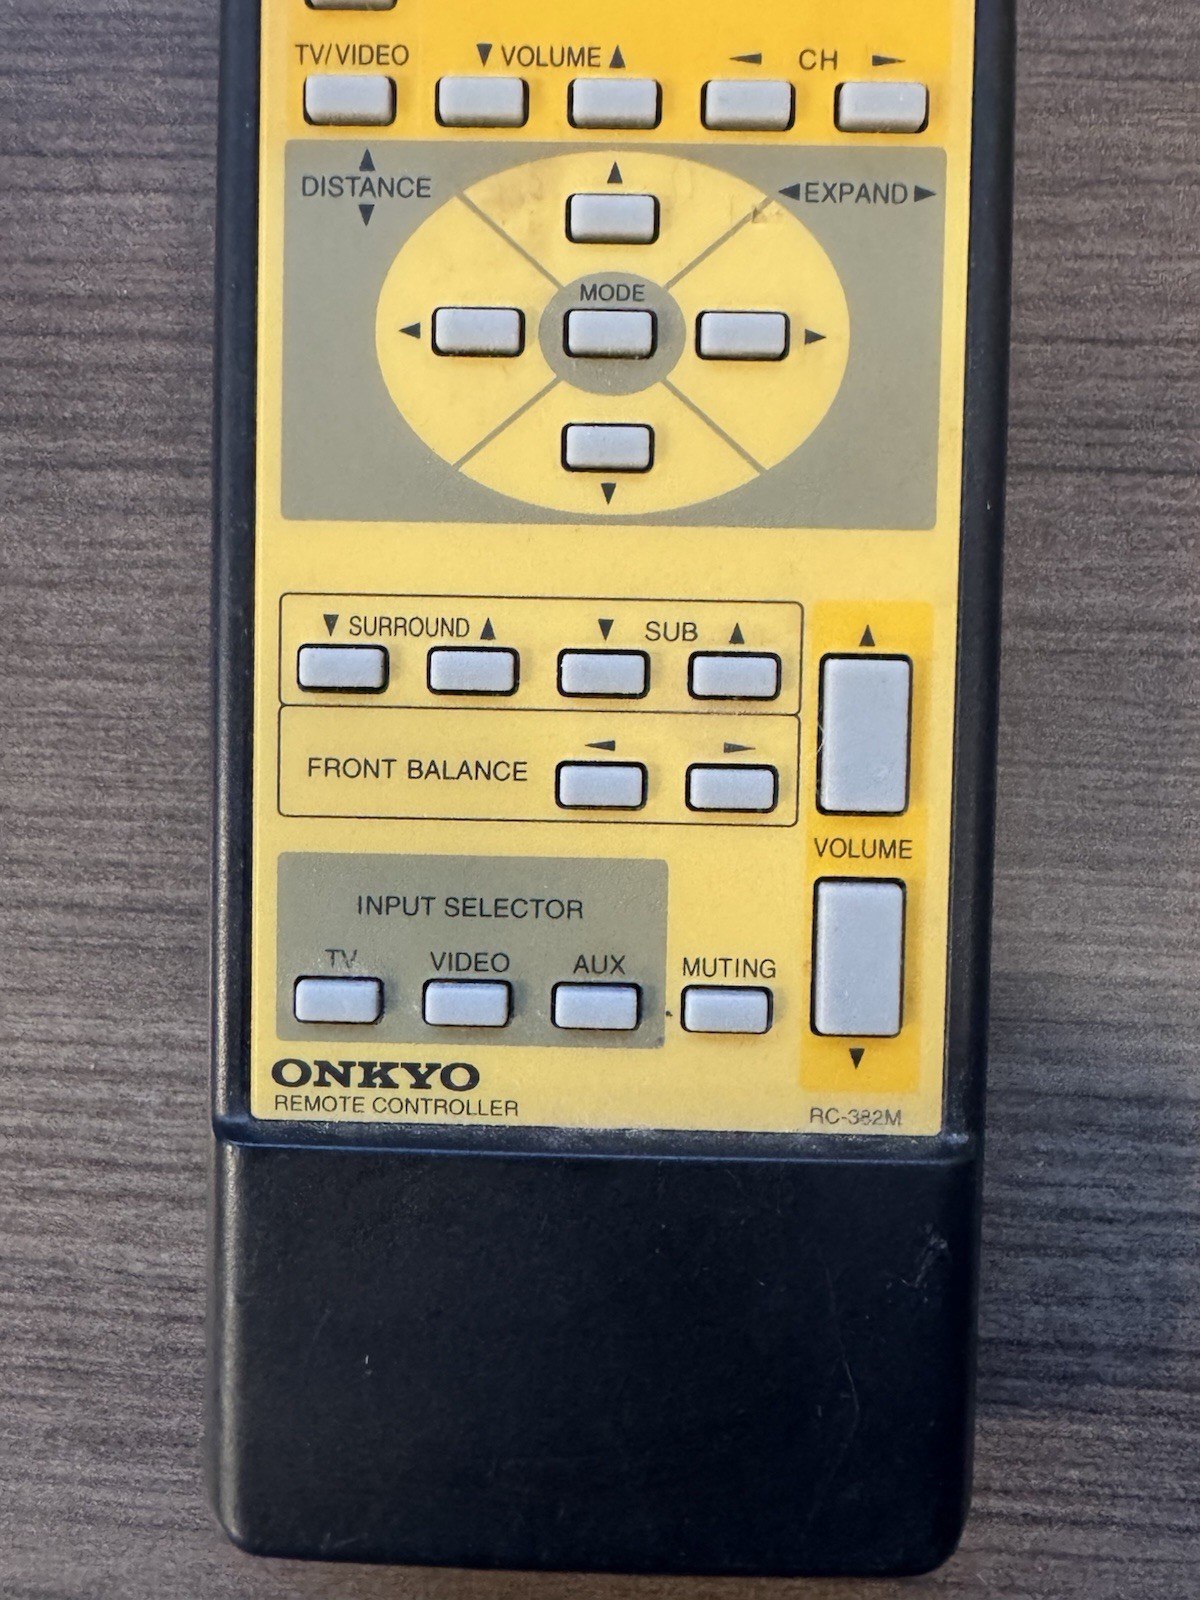 TV/VIDEO ▼ VOLUME ▲ ◄ CH ►
▲
DISTANCE
▼
◄EXPAND►
▲
MODE
◄ ►
▼
▼ SURROUND ▲ ▼ SUB ▲
▲
FRONT BALANCE ◄ ►
VOLUME
INPUT SELECTOR
TV VIDEO AUX MUTING
▼
ONKYO
REMOTE CONTROLLER
RC-382M